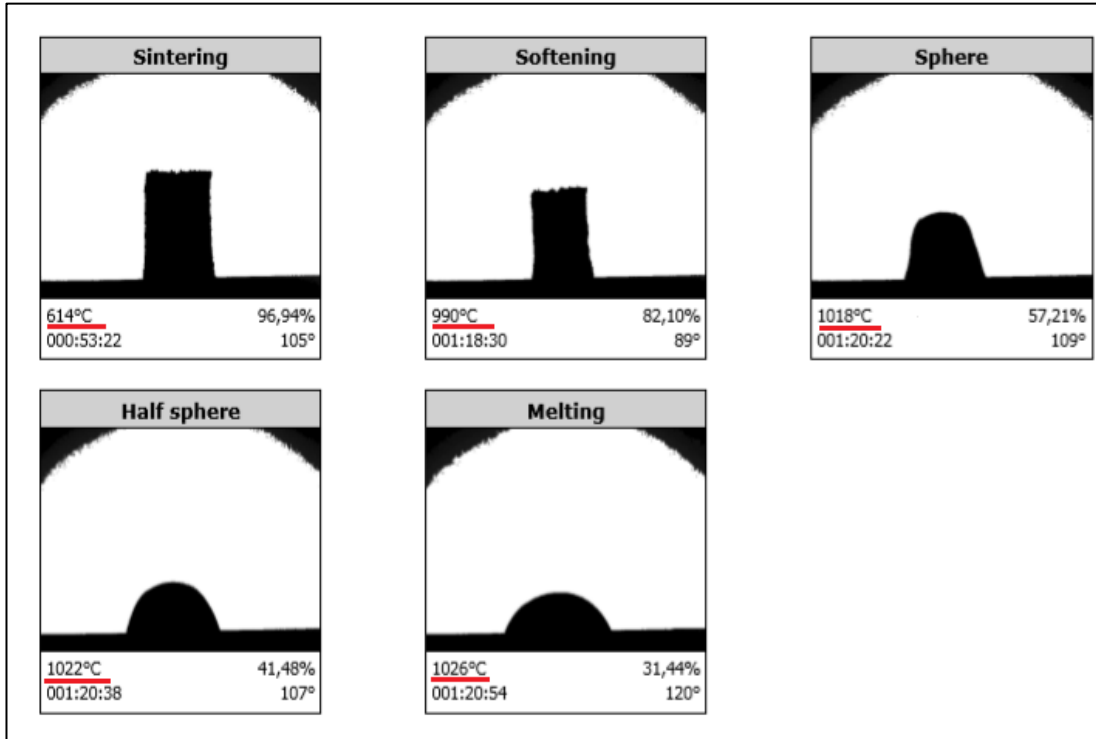 Sintering
614°C 96,94%
000:53:22 105°
Softening
990°C 82,10%
001:18:30 89°
Sphere
1018°C 57,21%
001:20:22 109°
Half sphere
1022°C 41,48%
001:20:38 107°
Melting
1026°C 31,44%
001:20:54 120°